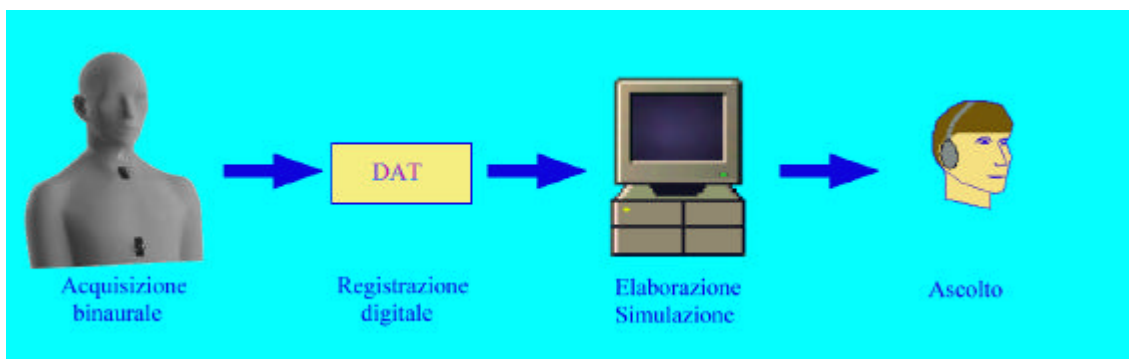 DAT
Acquisizione
binaurale
Registrazione
digitale
Elaborazione
Simulazione
Ascolto